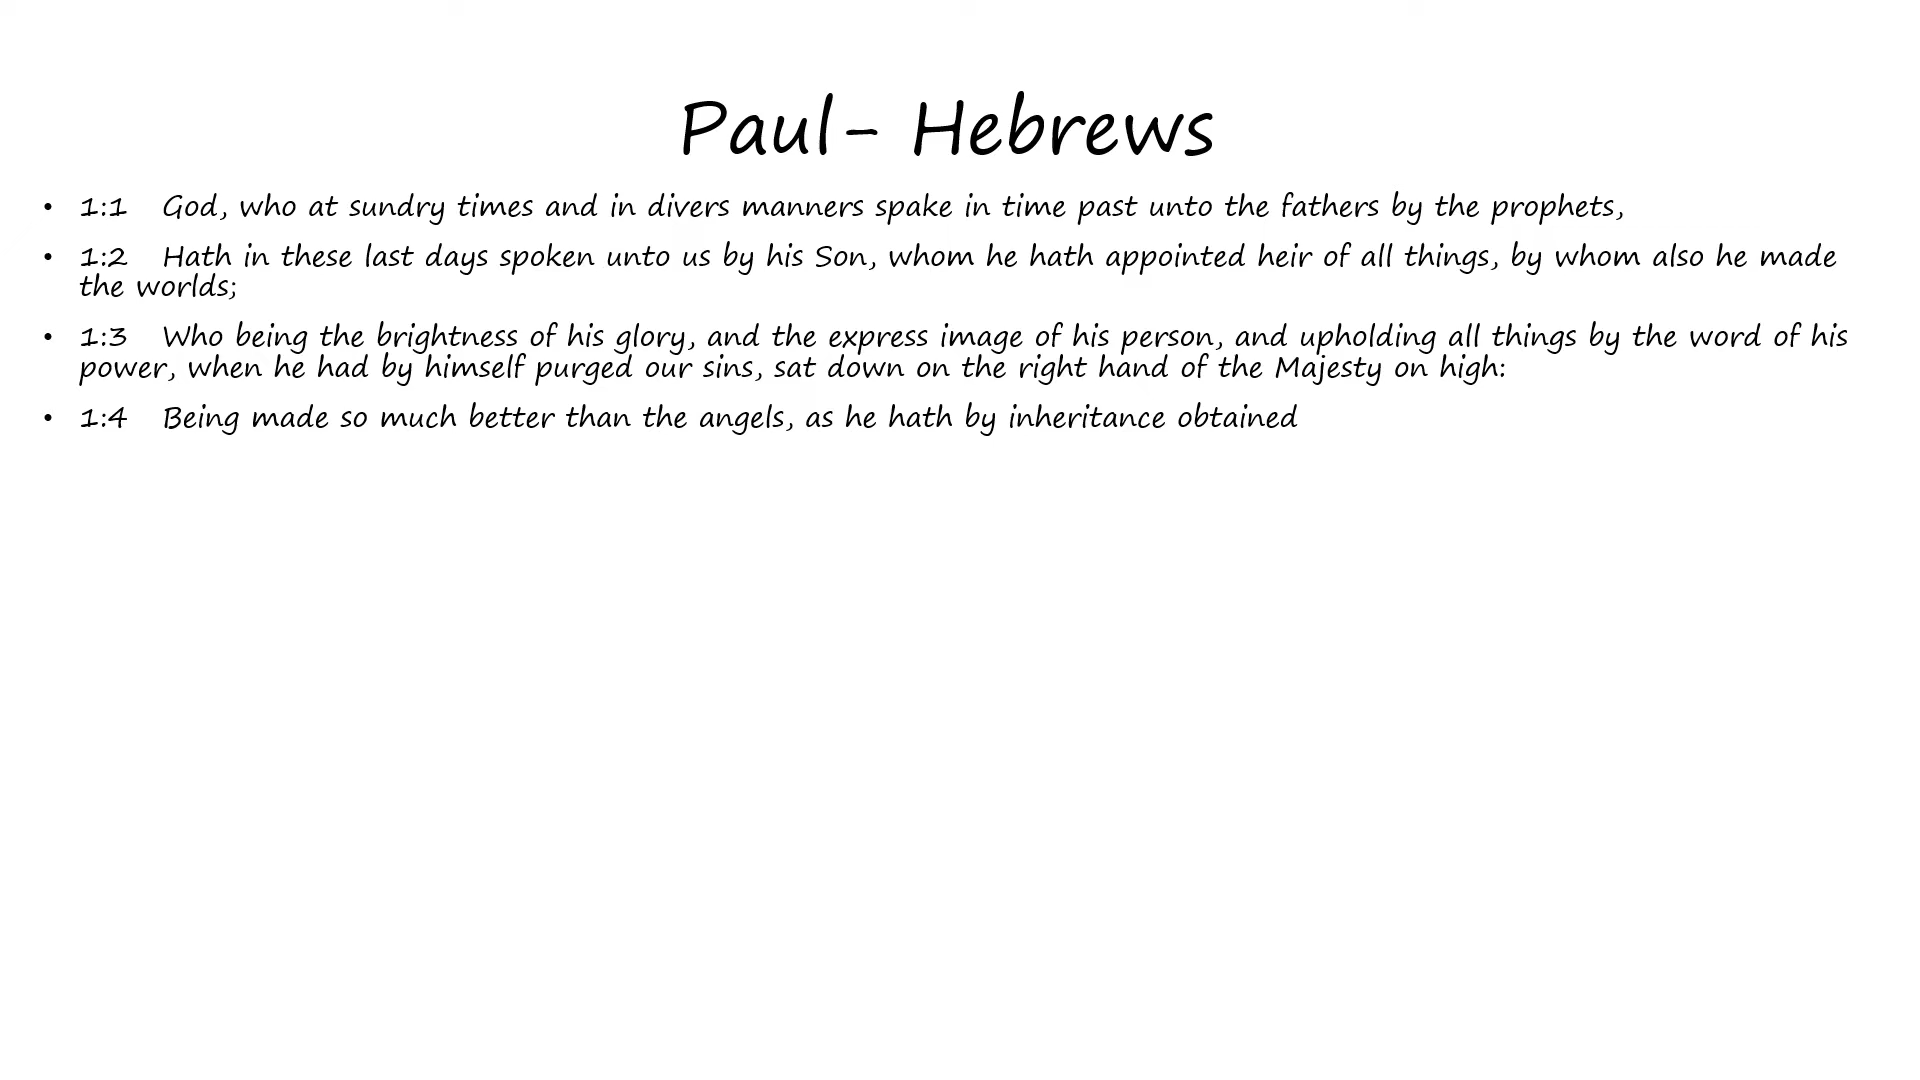 Paul- Hebrews
• 1:1 God, who at sundry times and in divers manners spake in time past unto the fathers by the prophets,
• 1:2 Hath in these last days spoken unto us by his Son, whom he hath appointed heir of all things, by whom also he made
the worlds;
• 1:3 Who being the brightness of his glory, and the express image of his person, and upholding all things by the word of his
power, when he had by himself purged our sins, sat down on the right hand of the Majesty on high:
• 1:4 Being made so much better than the angels, as he hath by inheritance obtained